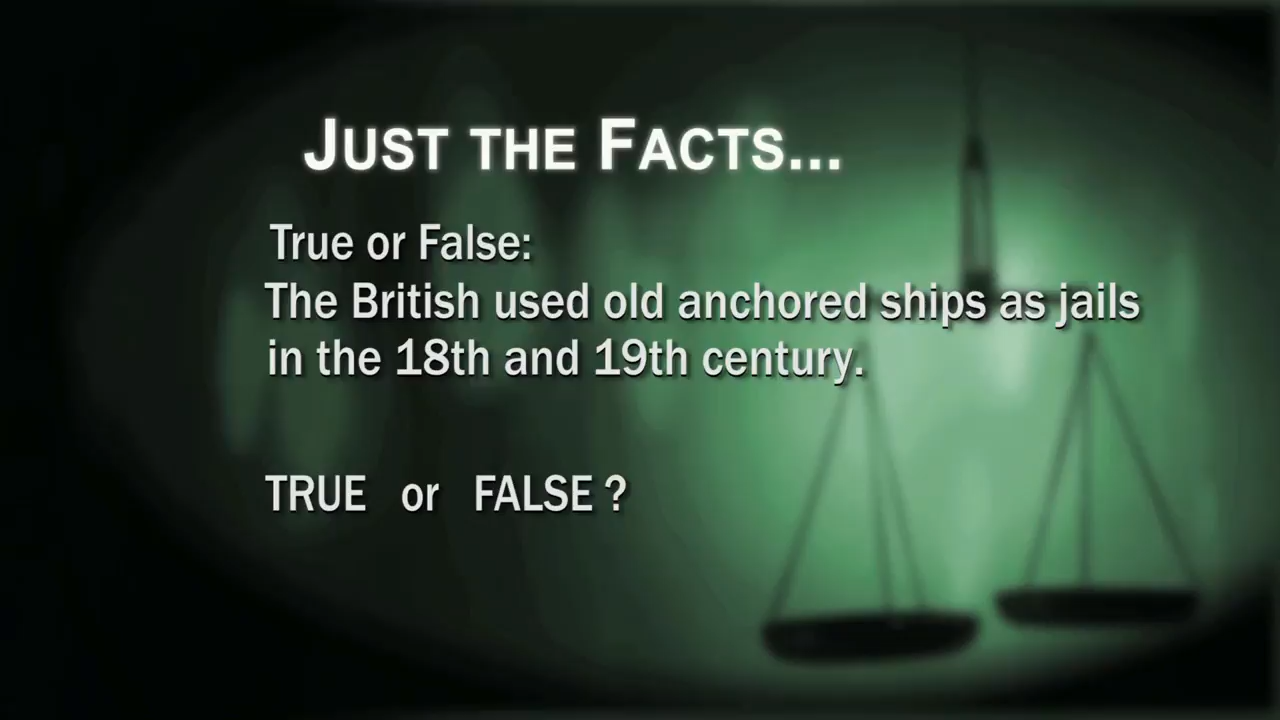 JUST THE FACTS...
True or False:
The British used old anchored ships as jails
in the 18th and 19th century.
TRUE or FALSE ?